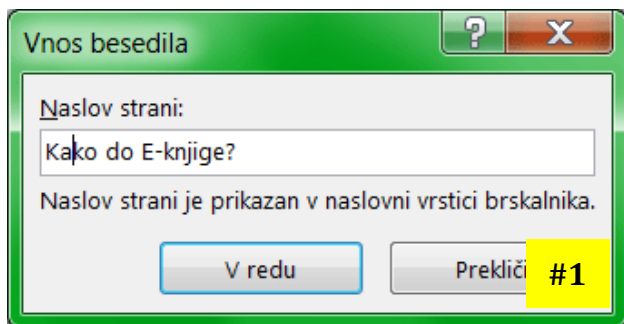 Vnos besedila
Naslov strani:
Kako do E-knjige?
Naslov strani je prikazan v naslovni vrstici brskalnika.
V redu
Prekliči
#1